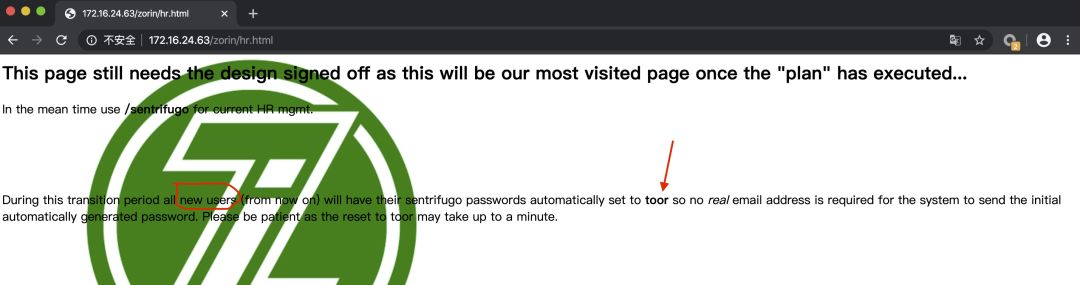 172.16.24.63/zorin/hr.html
不安全 172.16.24.63/zorin/hr.html
2
This page still needs the design signed off as this will be our most visited page once the "plan" has executed...
In the mean time use /sentrifugo for current HR mgmt.
During this transition period all new users (from now on) will have their sentrifugo passwords automatically set to toor so no real email address is required for the system to send the initial
automatically generated password. Please be patient as the reset to toor may take up to a minute.